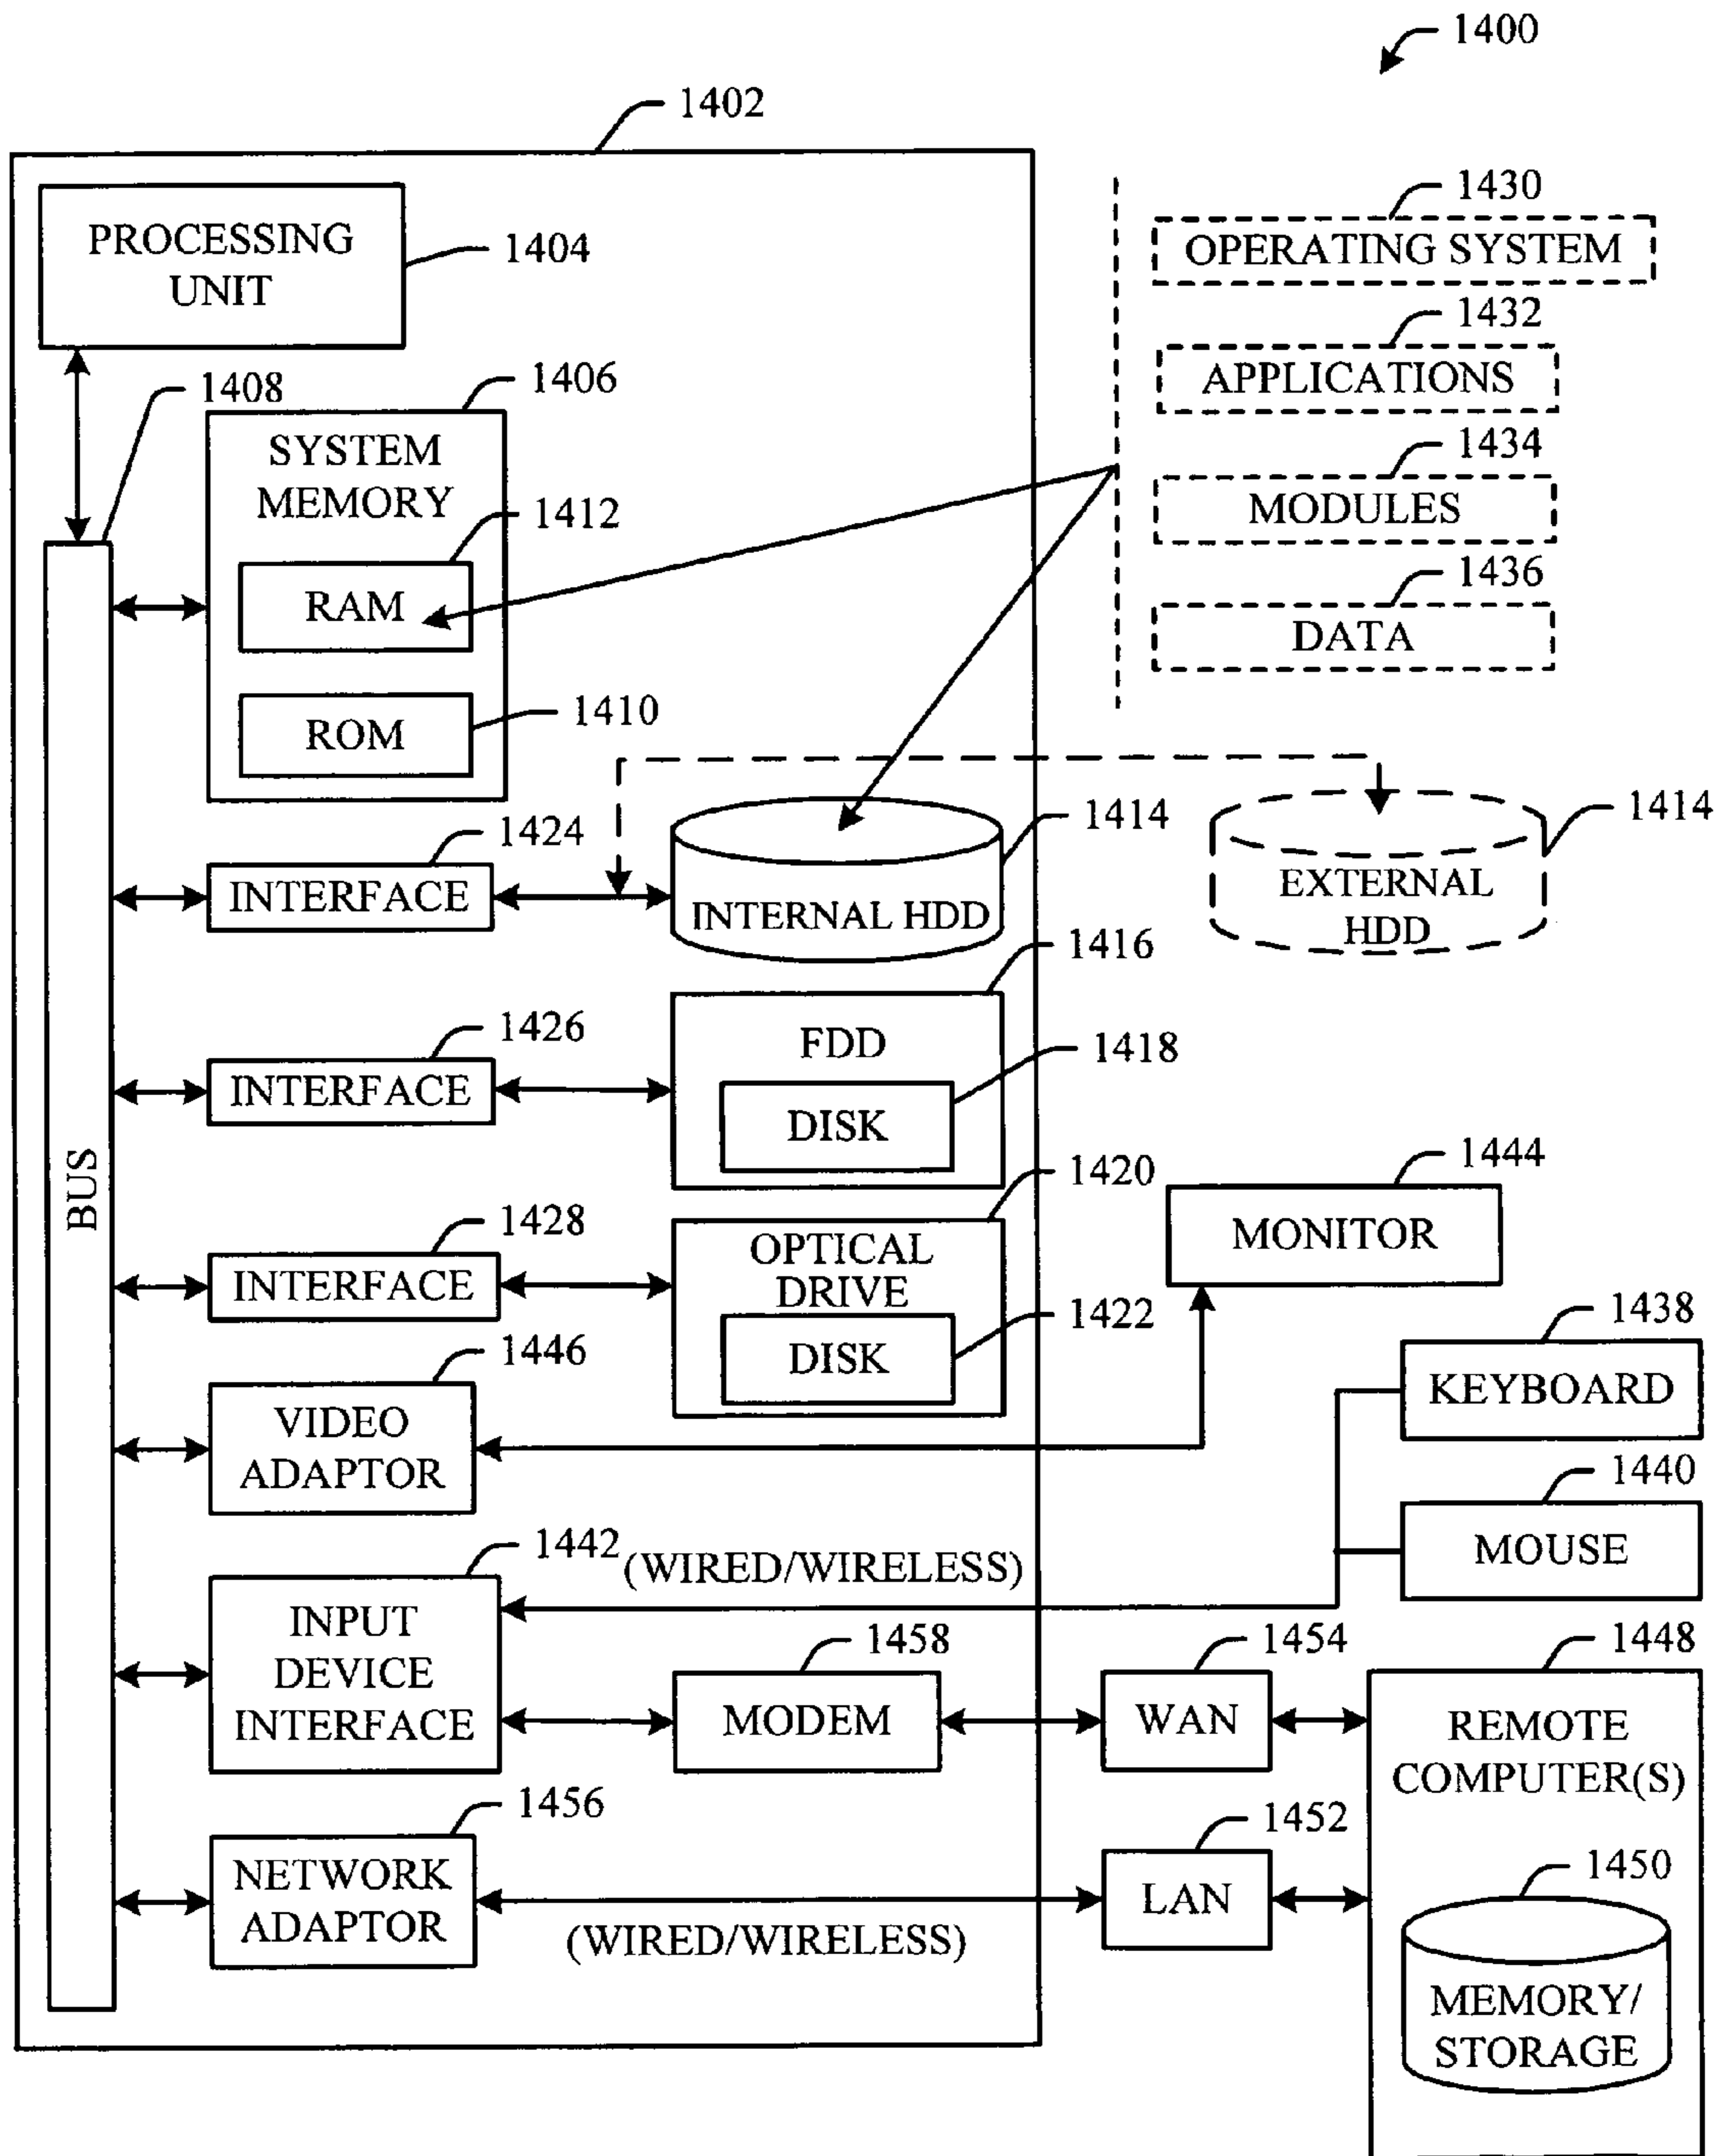 1400
1402
PROCESSING
UNIT
1404
1430
OPERATING SYSTEM
1432
APPLICATIONS
1434
MODULES
1436
DATA
1408
1406
SYSTEM
MEMORY
1412
RAM
1410
ROM
1424
INTERFACE
1414
INTERNAL HDD
1414
EXTERNAL
HDD
1416
FDD
1418
DISK
1426
INTERFACE
BUS
1420
OPTICAL
DRIVE
1422
DISK
1428
INTERFACE
1444
MONITOR
1446
VIDEO
ADAPTOR
1438
KEYBOARD
1440
MOUSE
1442
(WIRED/WIRELESS)
INPUT
DEVICE
INTERFACE
1458
MODEM
1454
WAN
1448
REMOTE
COMPUTER(S)
1456
NETWORK
ADAPTOR
(WIRED/WIRELESS)
1452
LAN
1450
MEMORY/
STORAGE